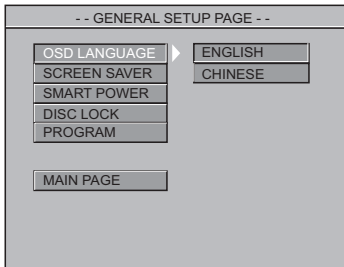 - - GENERAL SETUP PAGE - -
OSD LANGUAGE ENGLISH
SCREEN SAVER CHINESE
SMART POWER
DISC LOCK
PROGRAM
MAIN PAGE